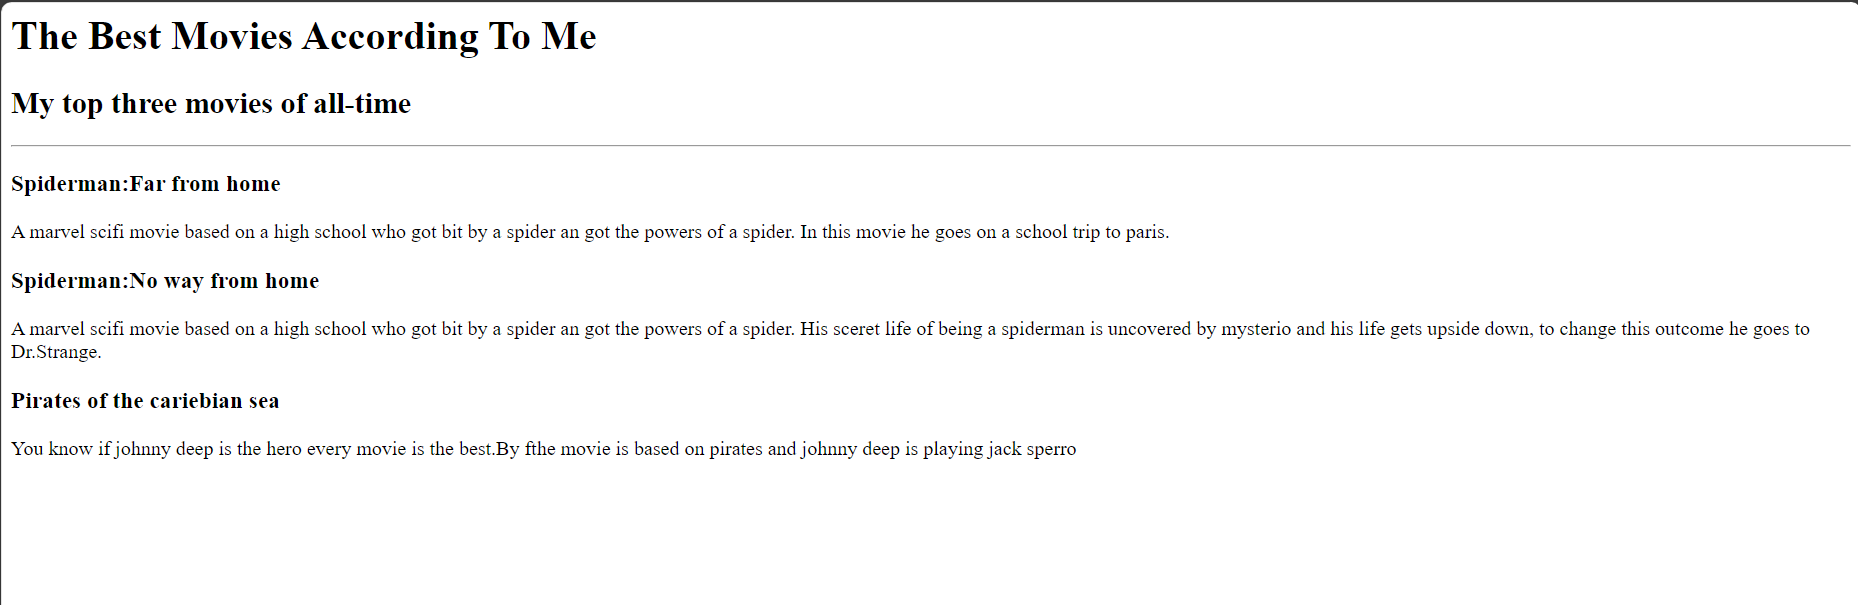 The Best Movies According To Me
My top three movies of all-time
Spiderman:Far from home
A marvel scifi movie based on a high school who got bit by a spider an got the powers of a spider. In this movie he goes on a school trip to paris.
Spiderman:No way from home
A marvel scifi movie based on a high school who got bit by a spider an got the powers of a spider. His sceret life of being a spiderman is uncovered by mysterio and his life gets upside down, to change this outcome he goes to
Dr.Strange.
Pirates of the cariebian sea
You know if johnny deep is the hero every movie is the best.By fthe movie is based on pirates and johnny deep is playing jack sperro